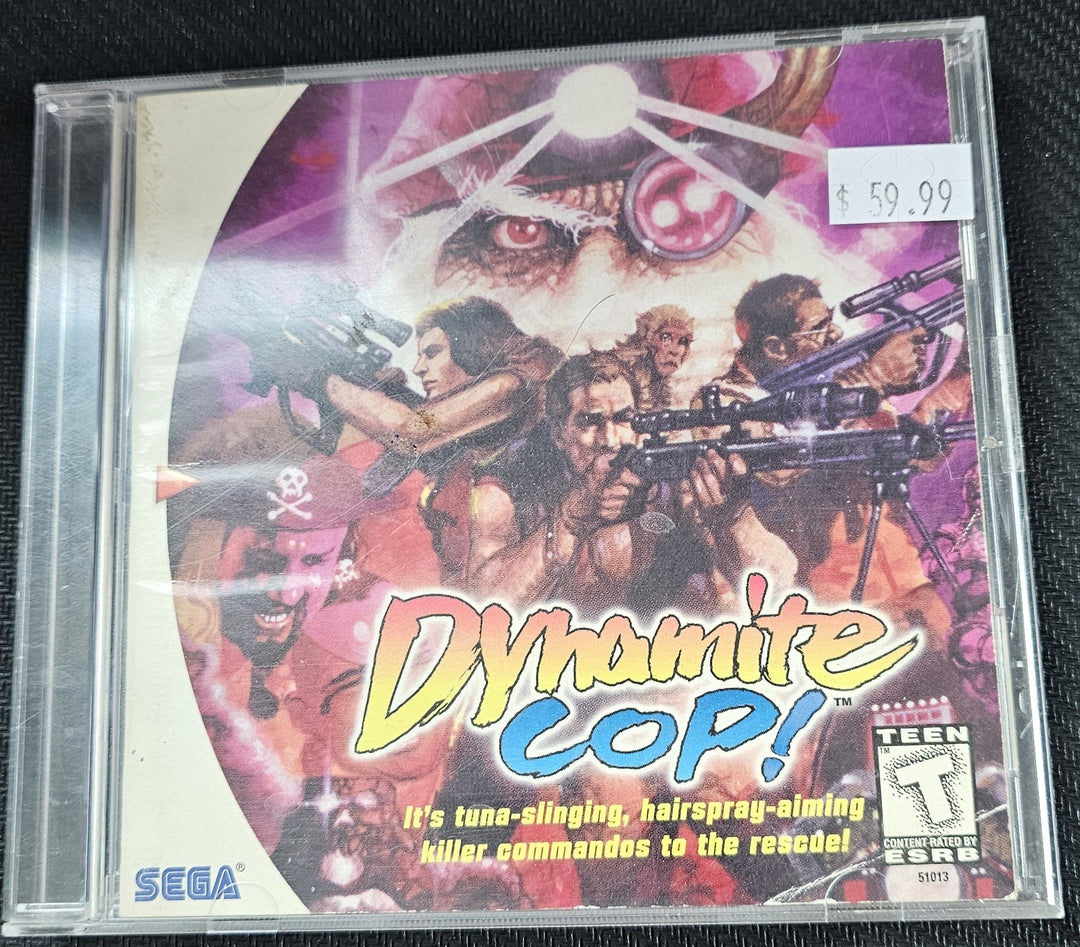 $ 59.99
Dynamite
COP!™
It's tuna-slinging, hairspray-aiming
killer commandos to the rescue!
SEGA®
TEEN
™
T
CONTENT RATED BY
ESRB
51013